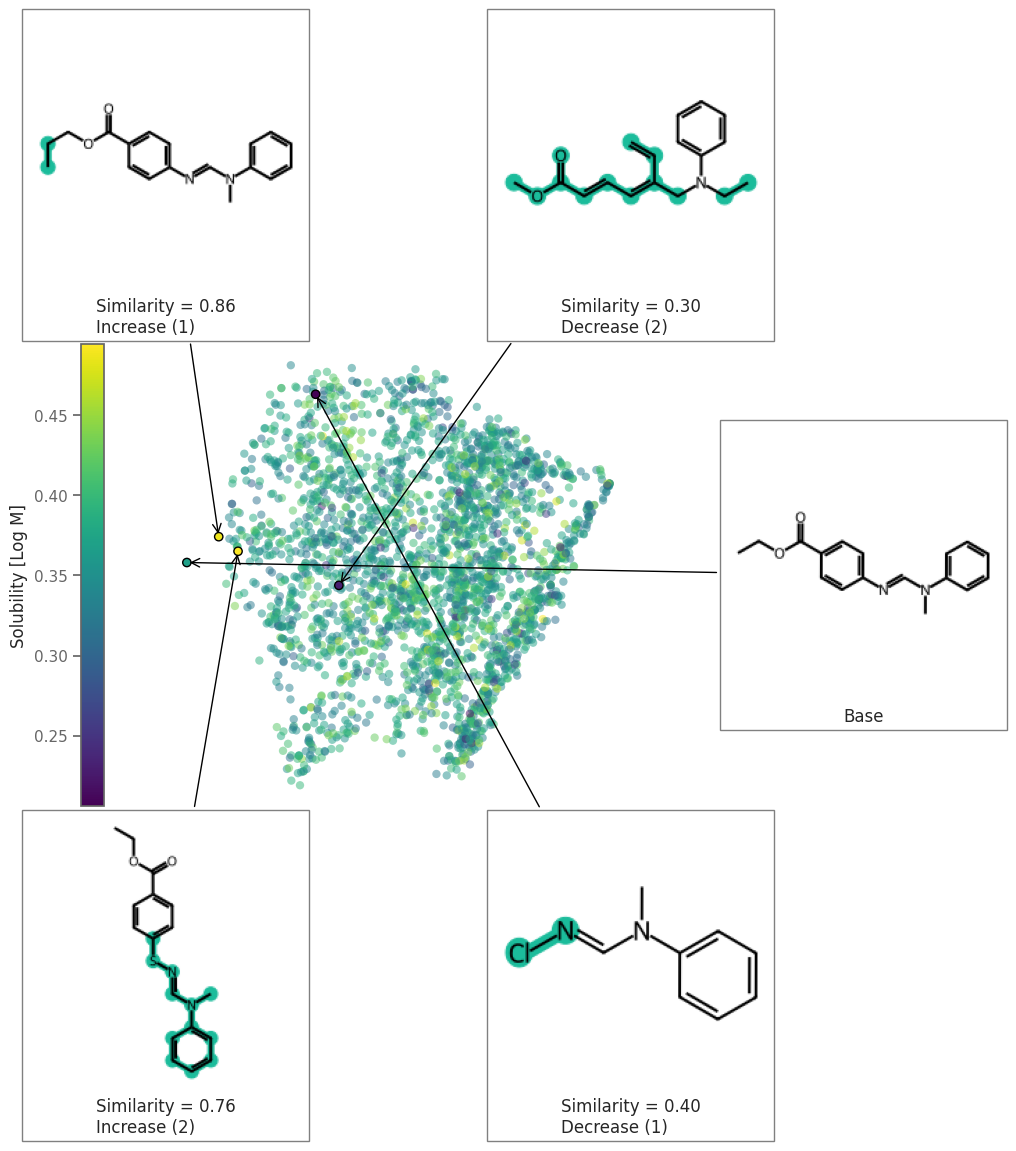 O
O
N
N
Similarity = 0.86
Increase (1)
O
O
N
Similarity = 0.30
Decrease (2)
Solubility [Log M]
0.45
0.40
0.35
0.30
0.25
O
O
N
N
Base
O
O
S
N
N
Similarity = 0.76
Increase (2)
Cl
N
N
Similarity = 0.40
Decrease (1)